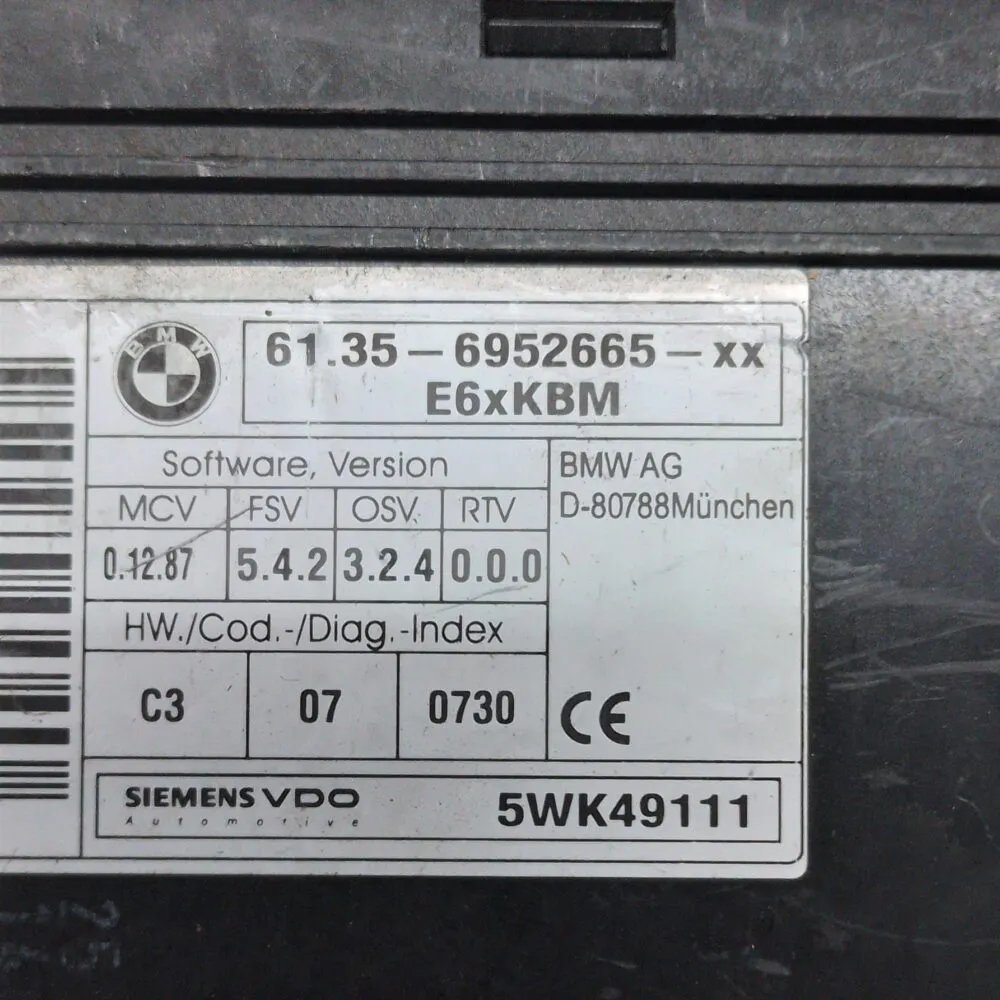 BMW
61.35 – 6952665 – xx
E6xKBM
Software, Version
MCV FSV OSV RTV
0.12.87 5.4.2 3.2.4 0.0.0
HW./Cod.-/Diag.-Index
C3 07 0730
BMW AG
D-80788München
CE
SIEMENS VDO
Automotive
5WK49111